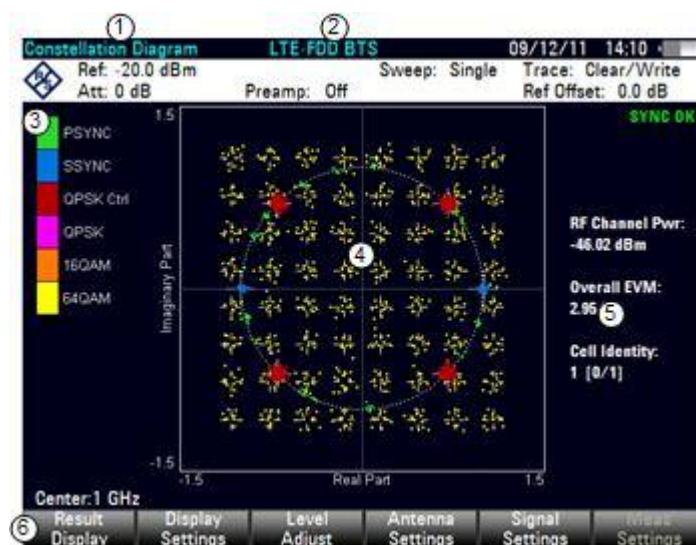 1 2
Constellation Diagram LTE-FDD BTS 09/12/11 14:10
Ref: -20.0 dBm Sweep: Single Trace: Clear/Write
Att: 0 dB Preamp: Off Ref Offset: 0.0 dB
R S
3 1.5 SYNC OK
PSYNC
SSYNC
QPSK Ctrl
QPSK
16QAM
64QAM
Imaginary Part
4
RF Channel Pwr:
-46.02 dBm
Overall EVM:
2.95 5
Cell Identity:
1 [0/1]
-1.5
-1.5 Real Part 1.5
Center:1 GHz
6 Result Display Level Antenna Signal Meas
Display Settings Adjust Settings Settings Settings